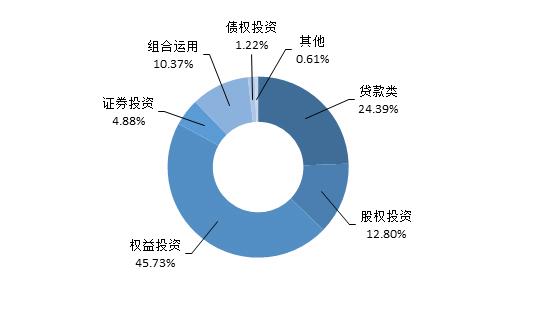 债权投资
1.22%
其他
0.61%
组合运用
10.37%
贷款类
24.39%
证券投资
4.88%
股权投资
12.80%
权益投资
45.73%